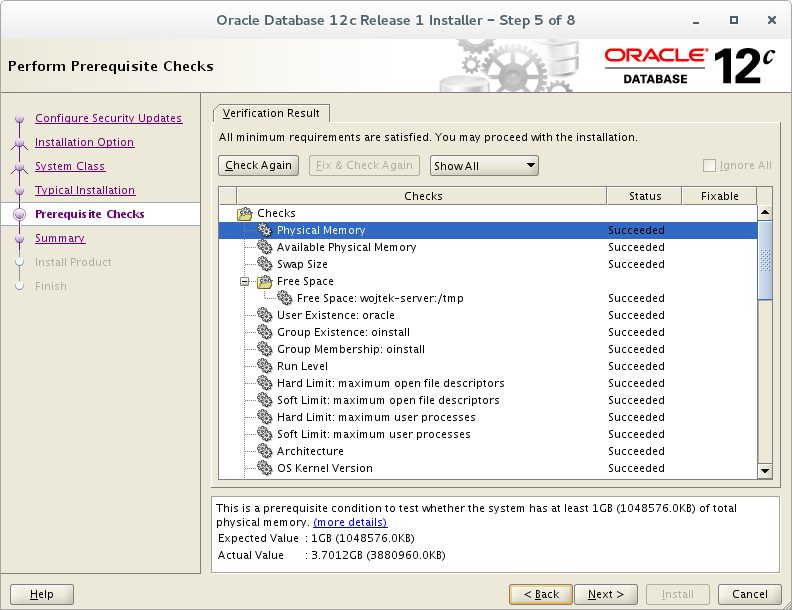 Oracle Database 12c Release 1 Installer – Step 5 of 8
Perform Prerequisite Checks
ORACLE®
DATABASE
12c
Configure Security Updates
Installation Option
System Class
Typical Installation
Prerequisite Checks
Summary
Install Product
Finish
Verification Result
All minimum requirements are satisfied. You may proceed with the installation.
Check Again Fix & Check Again Show All Ignore All
Checks Status Fixable
Checks
Physical Memory Succeeded
Available Physical Memory Succeeded
Swap Size Succeeded
Free Space
Free Space: wojtek-server:/tmp Succeeded
User Existence: oracle Succeeded
Group Existence: oinstall Succeeded
Group Membership: oinstall Succeeded
Run Level Succeeded
Hard Limit: maximum open file descriptors Succeeded
Soft Limit: maximum open file descriptors Succeeded
Hard Limit: maximum user processes Succeeded
Soft Limit: maximum user processes Succeeded
Architecture Succeeded
OS Kernel Version Succeeded
This is a prerequisite condition to test whether the system has at least 1GB (1048576.0KB) of total
physical memory. (more details)
Expected Value : 1GB (1048576.0KB)
Actual Value : 3.7012GB (3880960.0KB)
Help < Back Next > Install Cancel